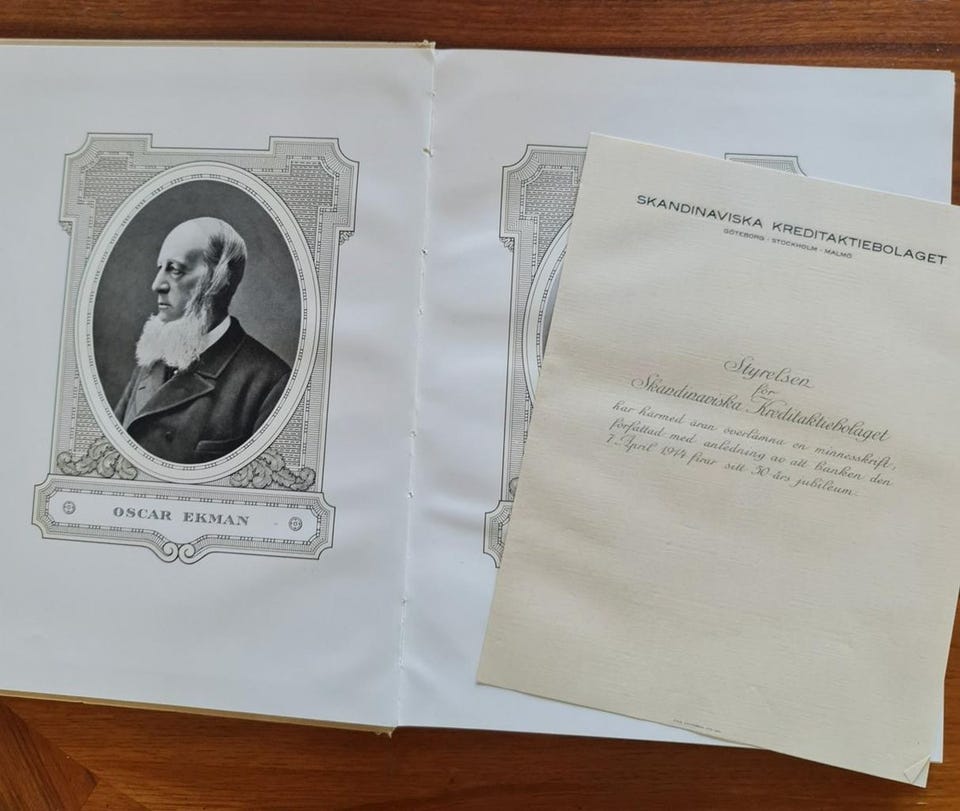 OSCAR EKMAN
SKANDINAVISKA KREDITAKTIEBOLAGET
GÖTEBORG - STOCKHOLM - MALMÖ
Styrelsen
för
Skandinaviska Kreditaktiebolaget
har härmed äran överlämna en minnesskrift,
författad med anledning av att banken den
7. April 1914 firar sitt 50 års jubileum.